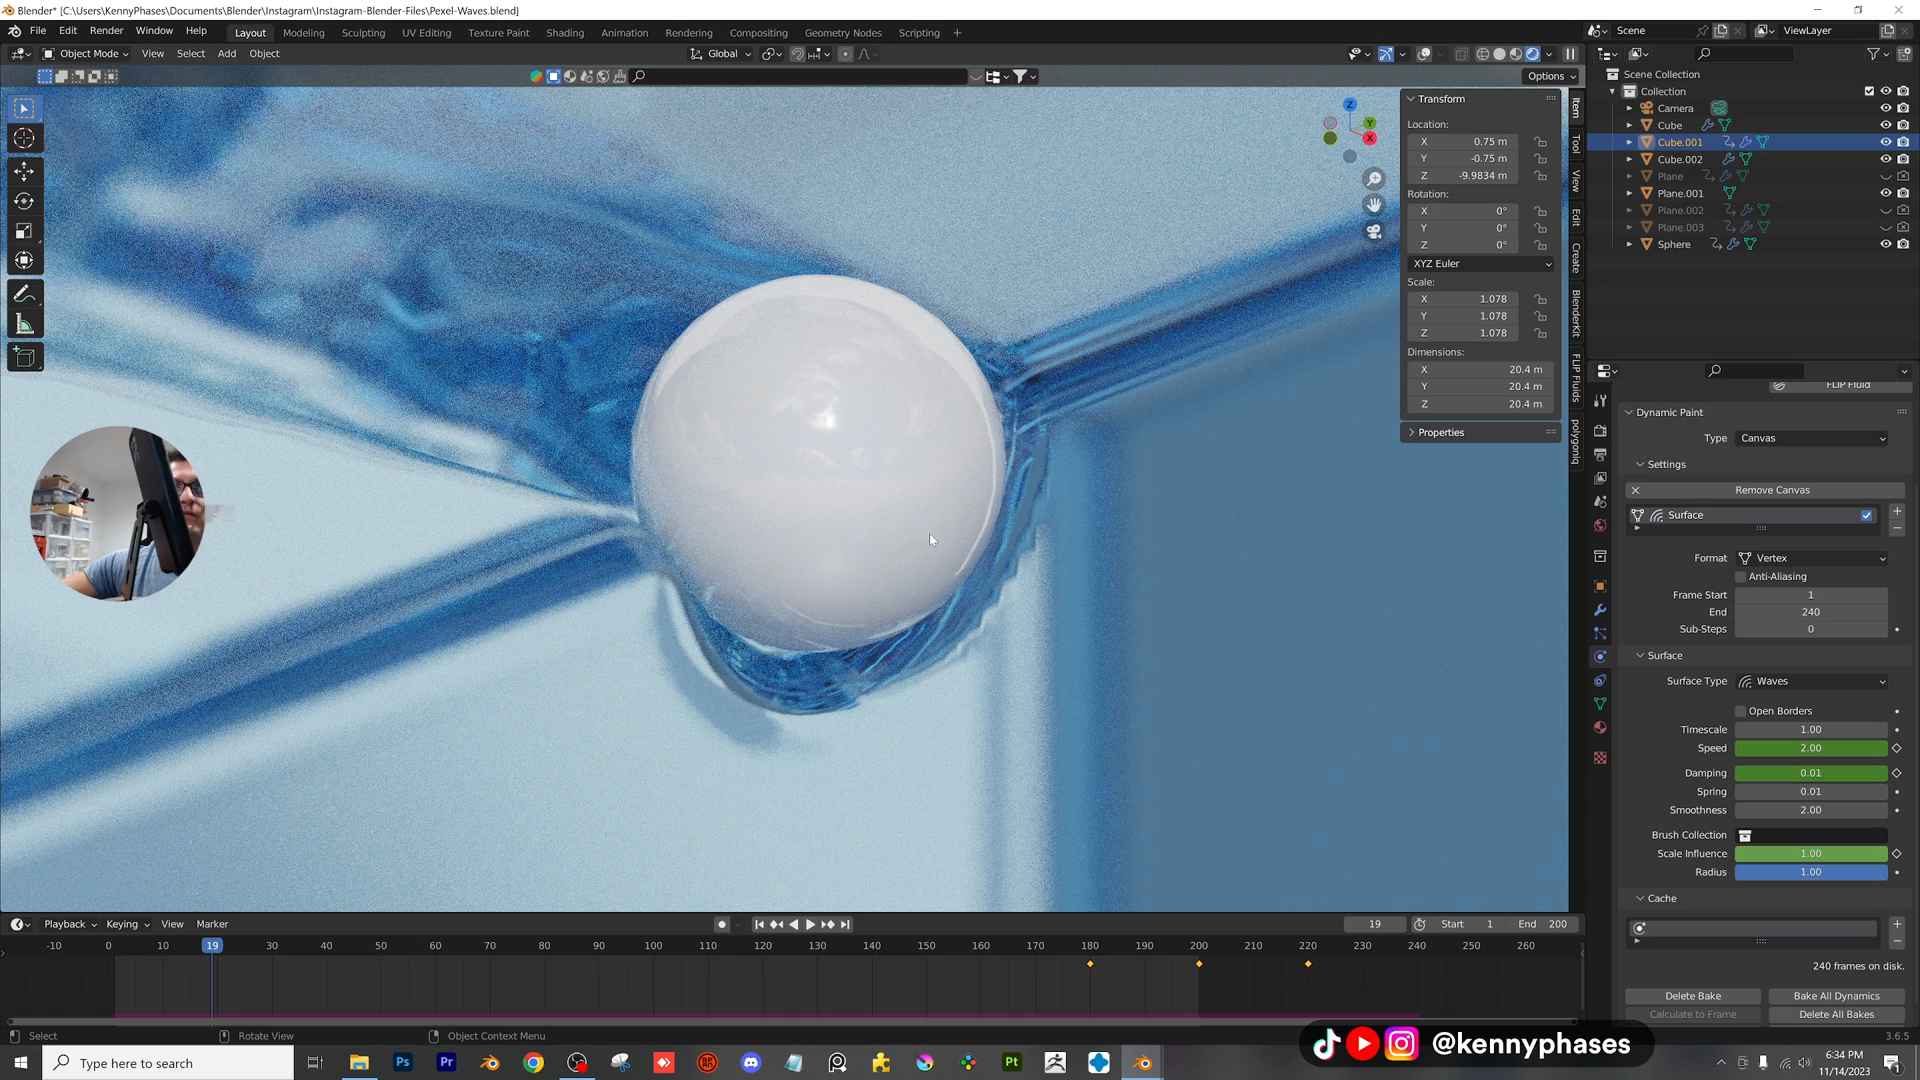 Blender* [C:\Users\KennyPhases\Documents\Blender\Instagram\Instagram-Blender-Files\Pexel-Waves.blend]
File Edit Render Window Help Layout Modeling Sculpting UV Editing Texture Paint Shading Animation Rendering Compositing Geometry Nodes Scripting + Scene ViewLayer
Object Mode View Select Add Object Global
Options
Scene Collection
Collection
Camera
Cube
Cube.001
Cube.002
Plane
Plane.001
Plane.002
Plane.003
Sphere
Z
Y
X
Transform
Location:
X 0.75 m
Y -0.75 m
Z -9.9834 m
Rotation:
X 0°
Y 0°
Z 0°
XYZ Euler
Scale:
X 1.078
Y 1.078
Z 1.078
Dimensions:
X 20.4 m
Y 20.4 m
Z 20.4 m
Properties
Item
Tool
View
Edit
Create
BlenderKit
FLIP Fluids
polygoniq
FLIP Fluid
Dynamic Paint
Type Canvas
Settings
Remove Canvas
Surface
Format Vertex
Anti-Aliasing
Frame Start 1
End 240
Sub-Steps 0
Surface
Surface Type Waves
Open Borders
Timescale 1.00
Speed 2.00
Damping 0.01
Spring 0.01
Smoothness 2.00
Brush Collection
Scale Influence 1.00
Radius 1.00
Cache
240 frames on disk.
Delete Bake Bake All Dynamics
Calculate to Frame Delete All Bakes
Playback Keying View Marker 19 Start 1 End 200
-10 0 10 19 30 40 50 60 70 80 90 100 110 120 130 140 150 160 170 180 190 200 210 220 230 240 250 260
Select Rotate View Object Context Menu 3.6.5
@kennyphases
Type here to search
Ps
Pr
Pt
6:34 PM
11/14/2023